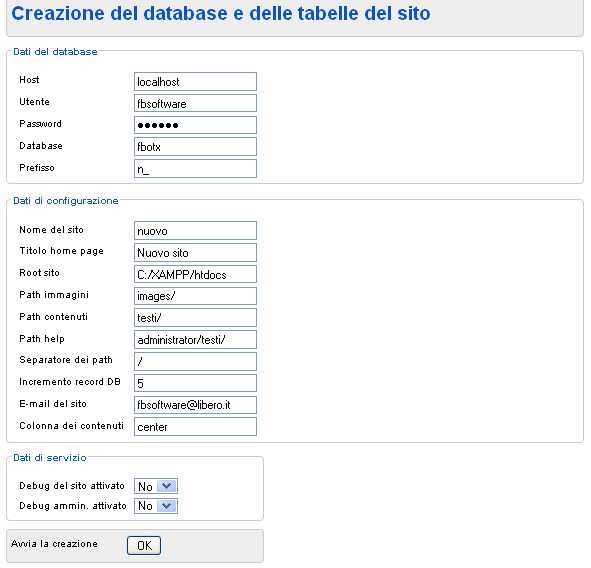 Creazione del database e delle tabelle del sito
Dati del database
Host localhost
Utente fbsoftware
Password ●●●●●●
Database fbotx
Prefisso n_
Dati di configurazione
Nome del sito nuovo
Titolo home page Nuovo sito
Root sito C:/XAMPP/htdocs
Path immagini images/
Path contenuti testi/
Path help administrator/testi/
Separatore dei path /
Incremento record DB 5
E-mail del sito fbsoftware@libero.it
Colonna dei contenuti center
Dati di servizio
Debug del sito attivato No
Debug ammin. attivato No
Avvia la creazione OK